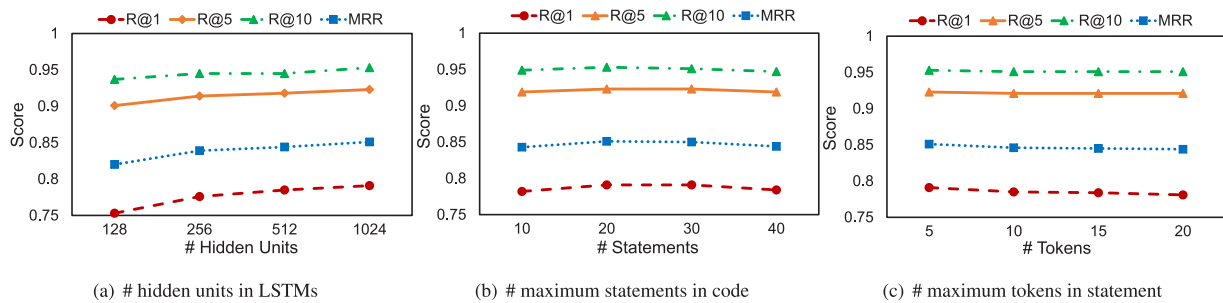 R@1 R@5 R@10 MRR
1
0.95
0.9
0.85
0.8
0.75
Score
128 256 512 1024
# Hidden Units
(a) # hidden units in LSTMs
R@1 R@5 R@10 MRR
1
0.95
0.9
0.85
0.8
0.75
Score
10 20 30 40
# Statements
(b) # maximum statements in code
R@1 R@5 R@10 MRR
1
0.95
0.9
0.85
0.8
0.75
Score
5 10 15 20
# Tokens
(c) # maximum tokens in statement